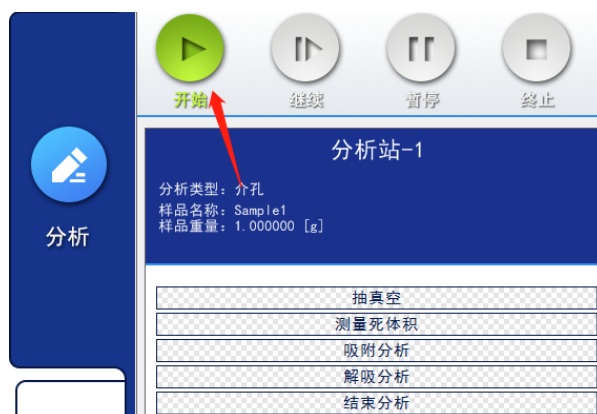 开始 继续 暂停 终止
分析
分析站-1
分析类型：介孔
样品名称：Sample1
样品重量：1.000000 [g]
抽真空
测量死体积
吸附分析
解吸分析
结束分析